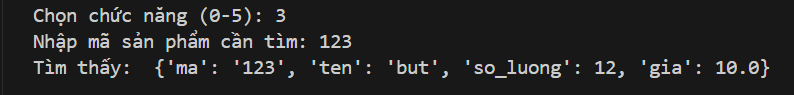 Chọn chức năng (0-5): 3
Nhập mã sản phẩm cần tìm: 123
Tìm thấy:  {'ma': '123', 'ten': 'but', 'so_luong': 12, 'gia': 10.0}